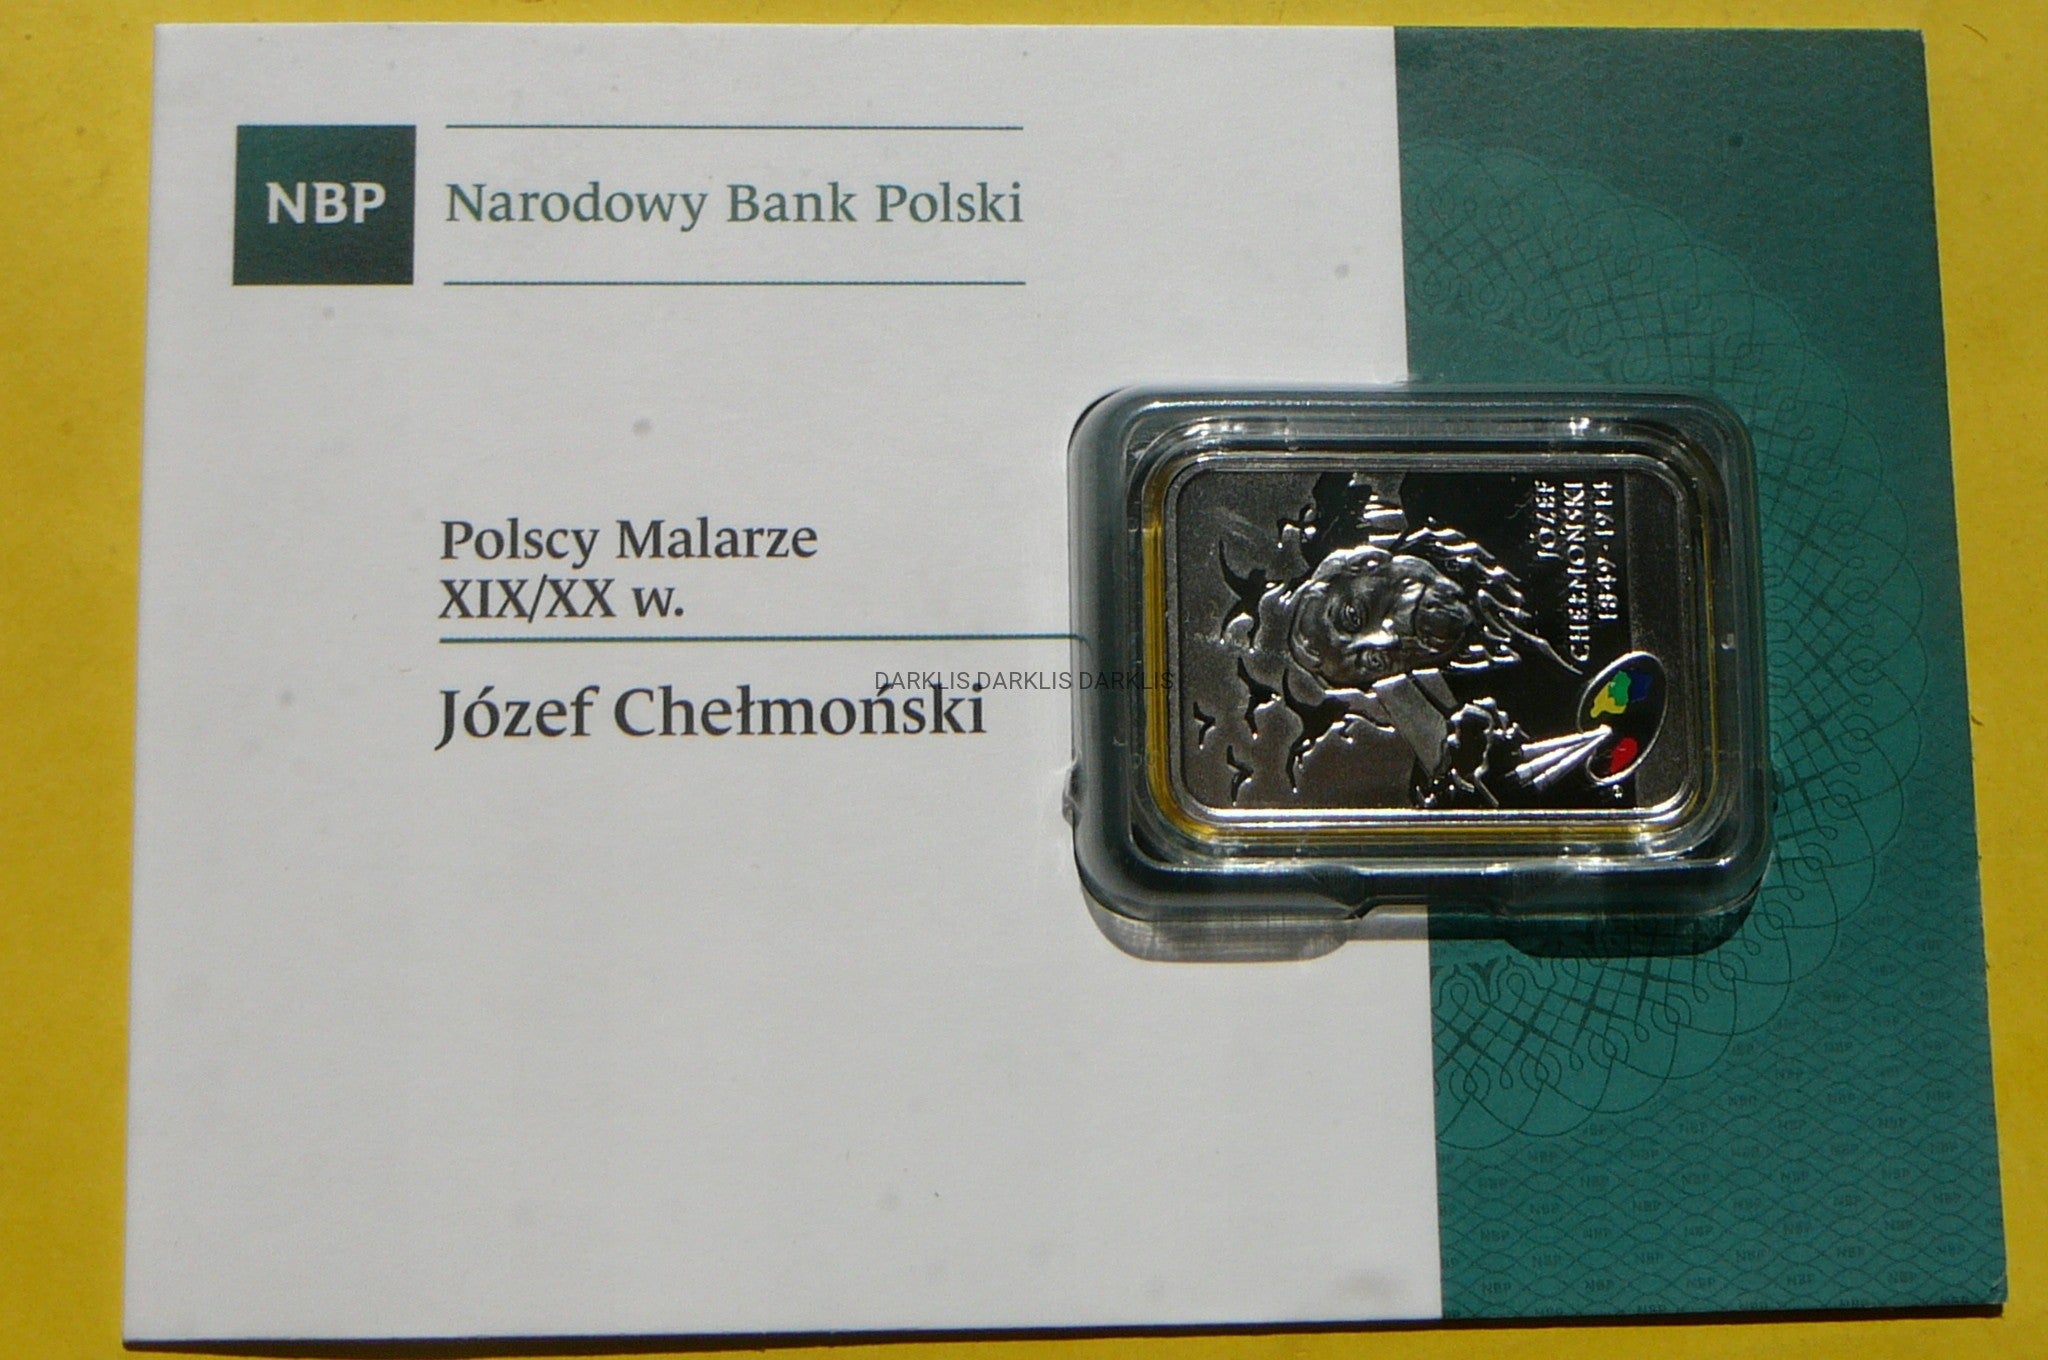 NBP
Narodowy Bank Polski
Polscy Malarze
XIX/XX w.
Józef Chełmoński
DARKLIS DARKLIS DARKLIS
JÓZEF
CHEŁMOŃSKI
1849-1914